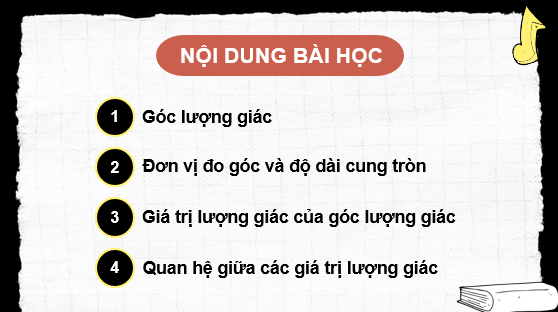 NỘI DUNG BÀI HỌC
1 Góc lượng giác
2 Đơn vị đo góc và độ dài cung tròn
3 Giá trị lượng giác của góc lượng giác
4 Quan hệ giữa các giá trị lượng giác